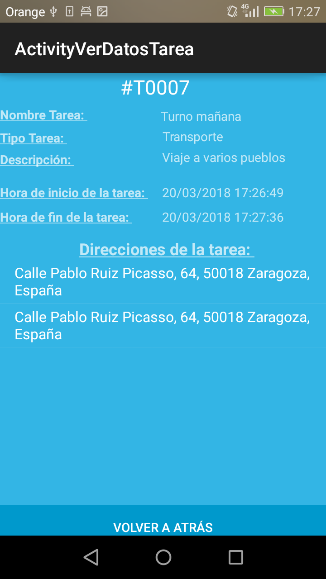 Orange 4G 17:27
ActivityVerDatosTarea
#T0007
Nombre Tarea: Turno mañana
Tipo Tarea: Transporte
Descripción: Viaje a varios pueblos
Hora de inicio de la tarea: 20/03/2018 17:26:49
Hora de fin de la tarea: 20/03/2018 17:27:36
Direcciones de la tarea:
Calle Pablo Ruiz Picasso, 64, 50018 Zaragoza,
España
Calle Pablo Ruiz Picasso, 64, 50018 Zaragoza,
España
VOLVER A ATRÁS